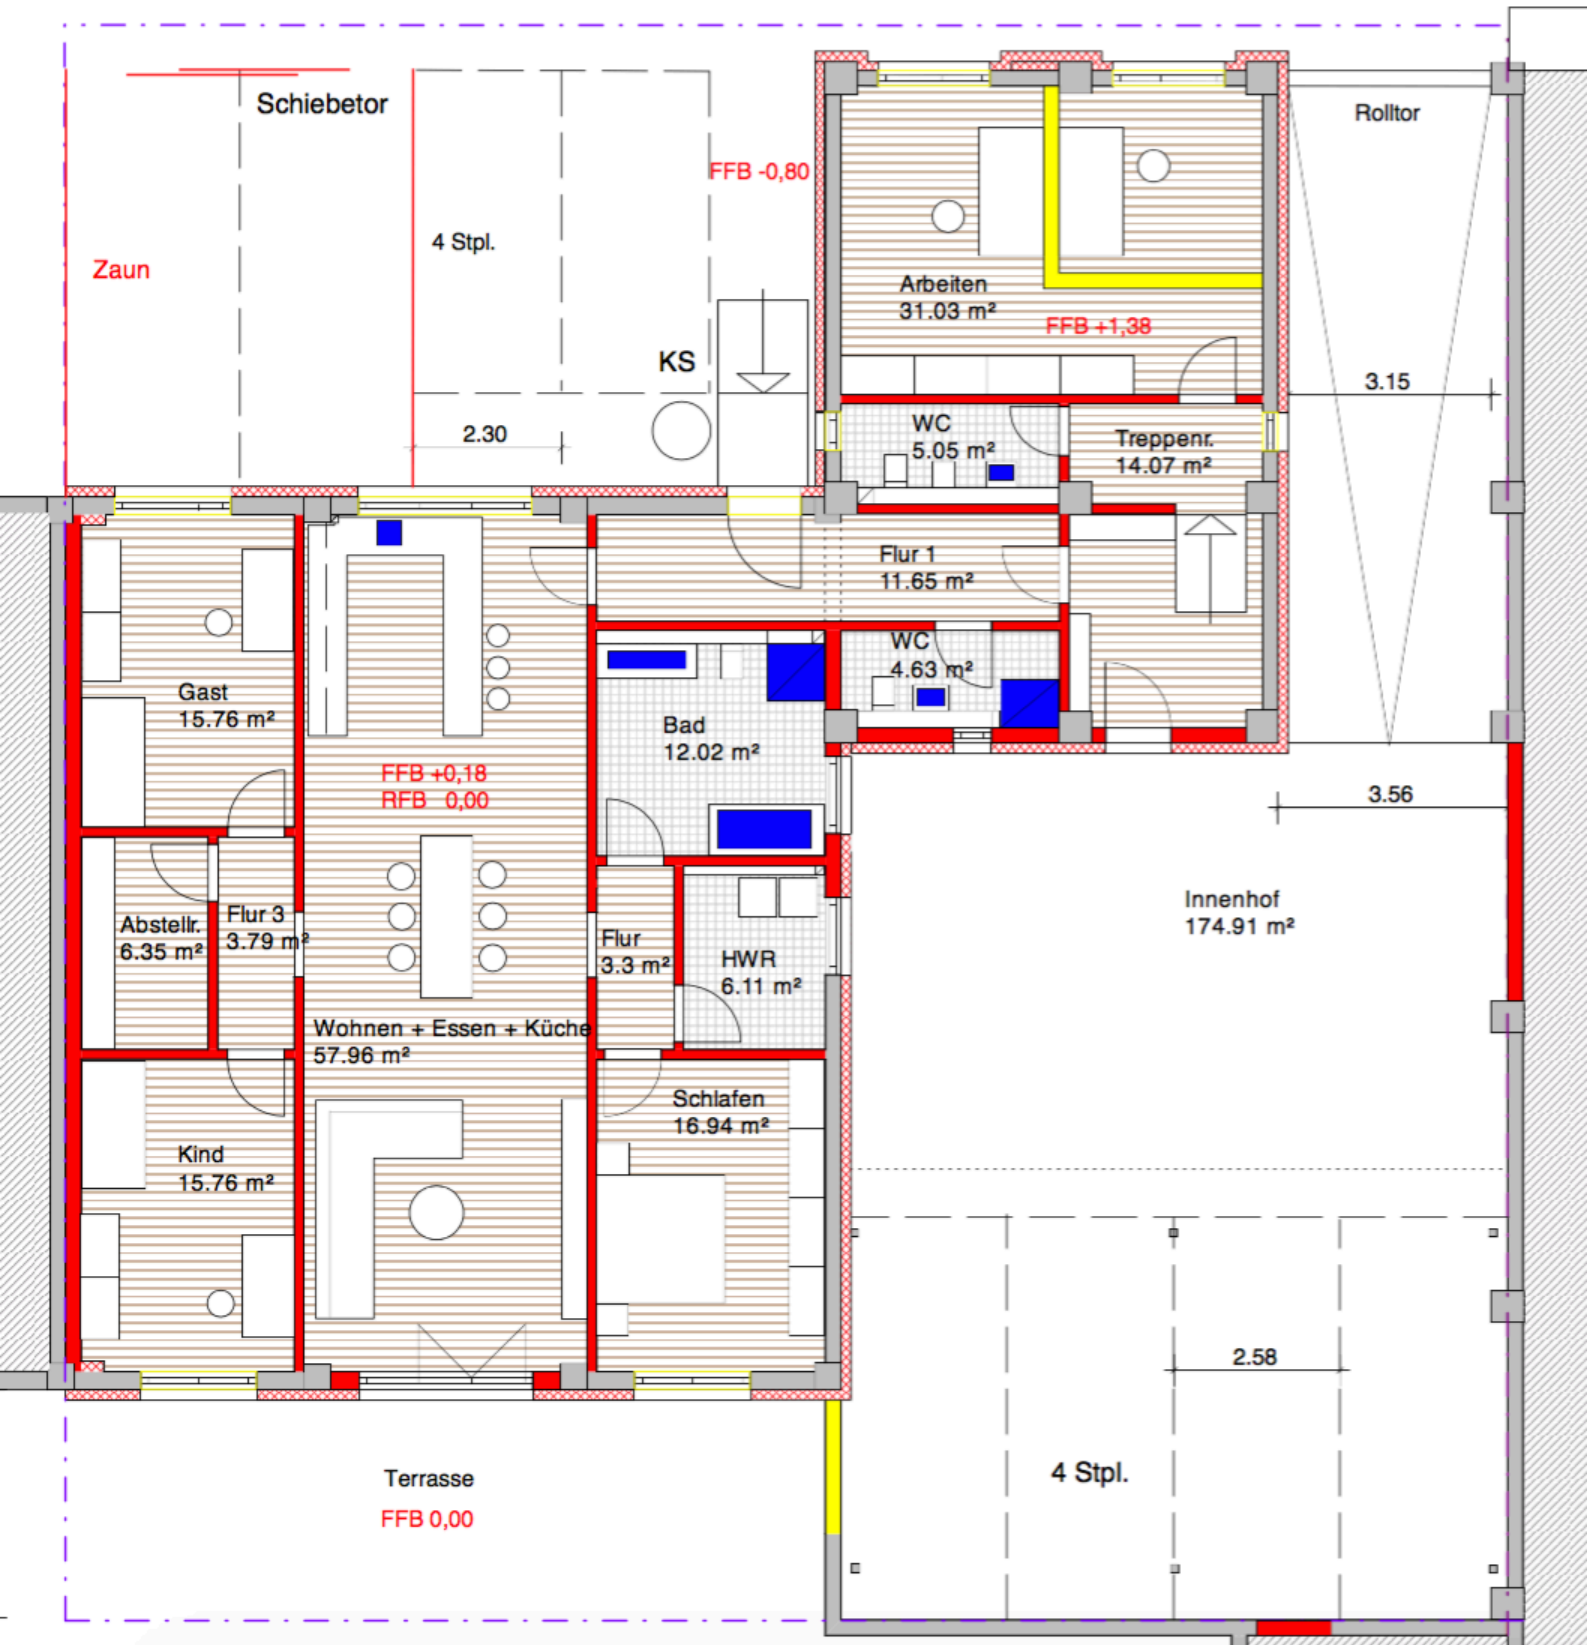 Schiebetor
Rolltor
FFB -0,80
4 Stpl.
Zaun
Arbeiten
31.03 m²
FFB +1,38
KS
3.15
2.30
WC
5.05 m²
Treppenr.
14.07 m²
Flur 1
11.65 m²
WC
4.63 m²
Gast
15.76 m²
Bad
12.02 m²
FFB +0,18
RFB 0,00
3.56
Innenhof
174.91 m²
Abstellr.
6.35 m²
Flur 3
3.79 m²
Flur
3.3 m²
HWR
6.11 m²
Wohnen + Essen + Küche
57.96 m²
Schlafen
16.94 m²
Kind
15.76 m²
2.58
4 Stpl.
Terrasse
FFB 0,00